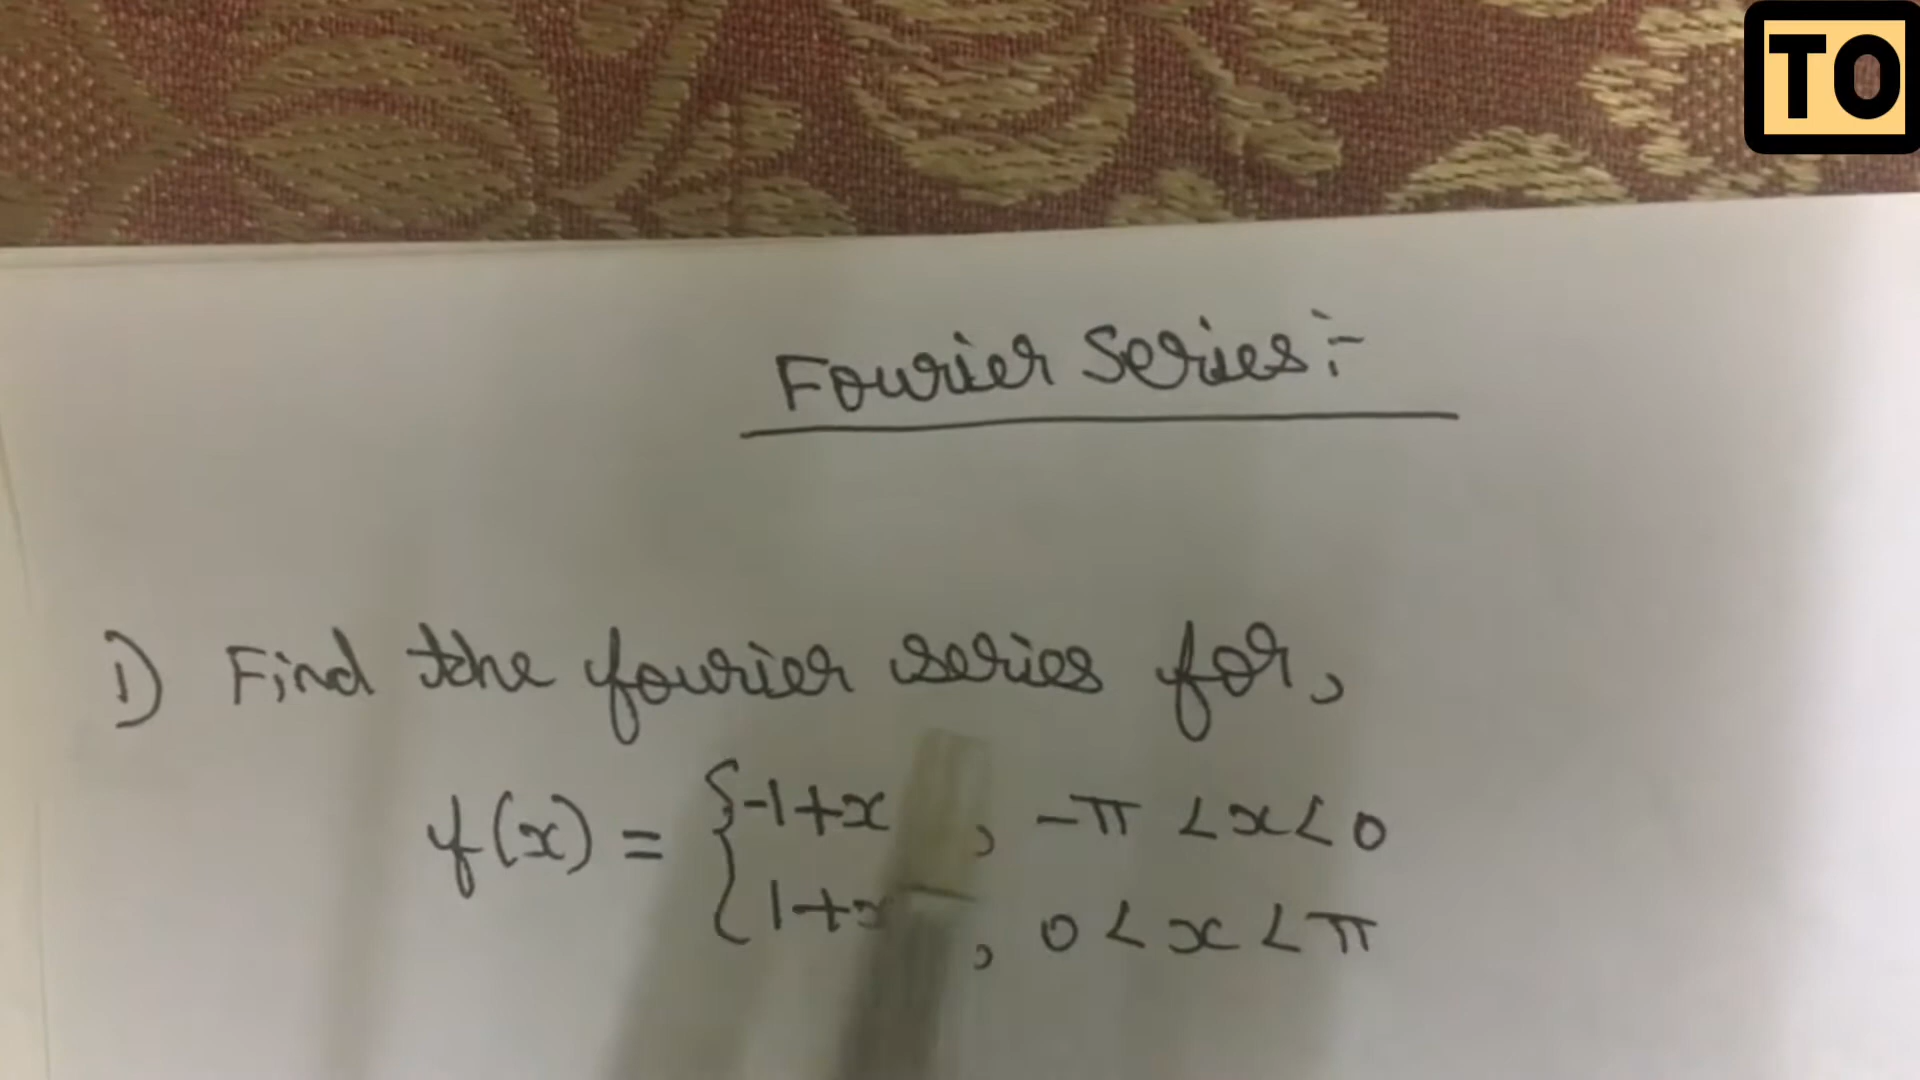 TO
Fourier Series:-
1) Find the fourier series for,
f(x) = { -1+x , -π < x < 0
1+x , 0 < x < π